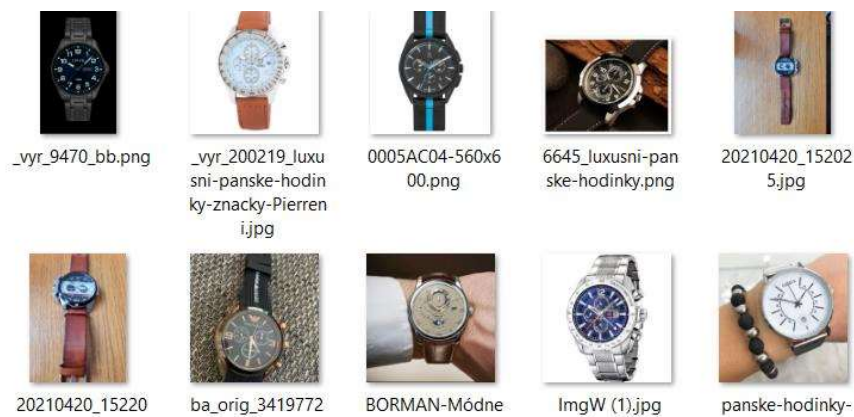 _vyr_9470_bb.png
_vyr_200219_luxu
sni-panske-hodin
ky-znacky-Pierren
i.jpg
0005AC04-560x6
00.png
6645_luxusni-pan
ske-hodinky.png
20210420_15202
5.jpg
20210420_15220
ba_orig_3419772
BORMAN-Módne
ImgW (1).jpg
panske-hodinky-